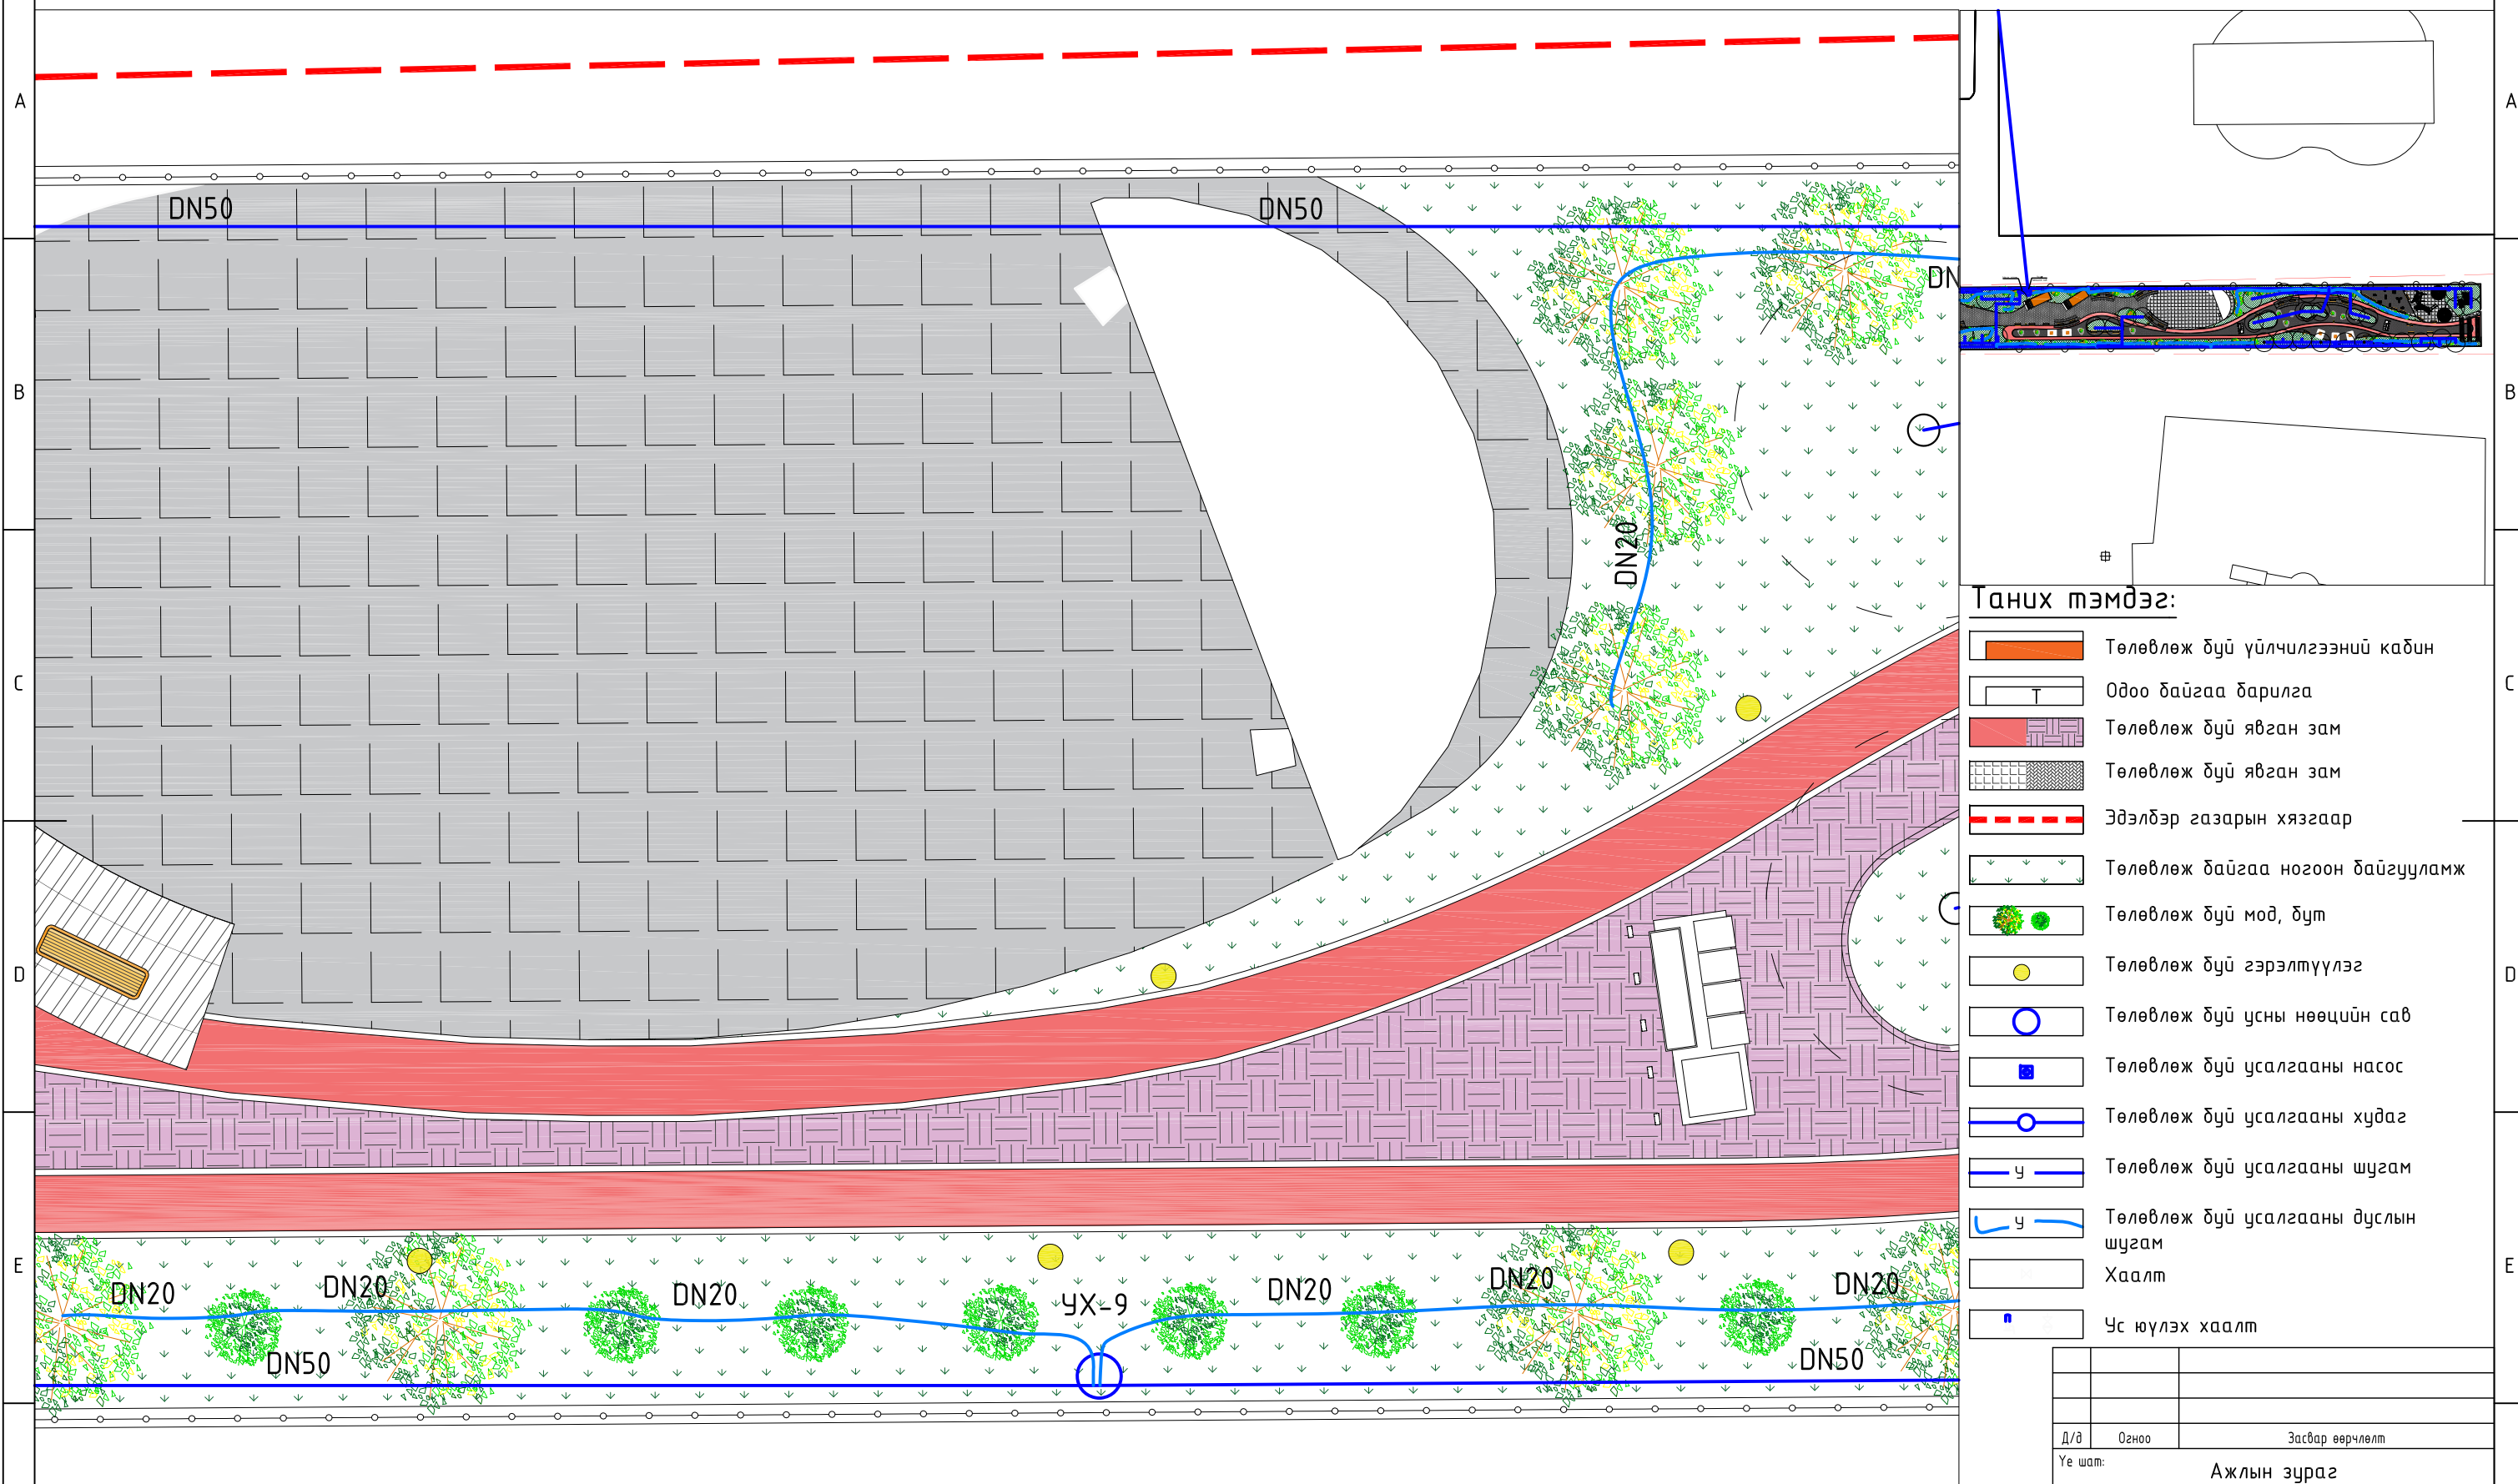 A
A
DN50
DN50
DN
B
B
DN20
Таних тэмдэг:
Төлөвлөж буй үйлчилгээний кабин
Т
Одоо байгаа барилга
C
C
Төлөвлөж буй явган зам
Төлөвлөж буй явган зам
Эдэлбэр газарын хязгаар
Төлөвлөж байгаа ногоон байгууламж
Төлөвлөж буй мод, бут
D
D
Төлөвлөж буй гэрэлтүүлэг
Төлөвлөж буй усны нөөцийн сав
Төлөвлөж буй усалгааны насос
Төлөвлөж буй усалгааны худаг
У
Төлөвлөж буй усалгааны шугам
У
Төлөвлөж буй усалгааны дуслын
шугам
E
E
Хаалт
Ус юүлэх хаалт
DN20
DN20
DN20
УХ-9
DN20
DN20
DN20
DN50
DN50
Д/д
Огноо
Засвар өөрчлөлт
Үе шат:
Ажлын зураг